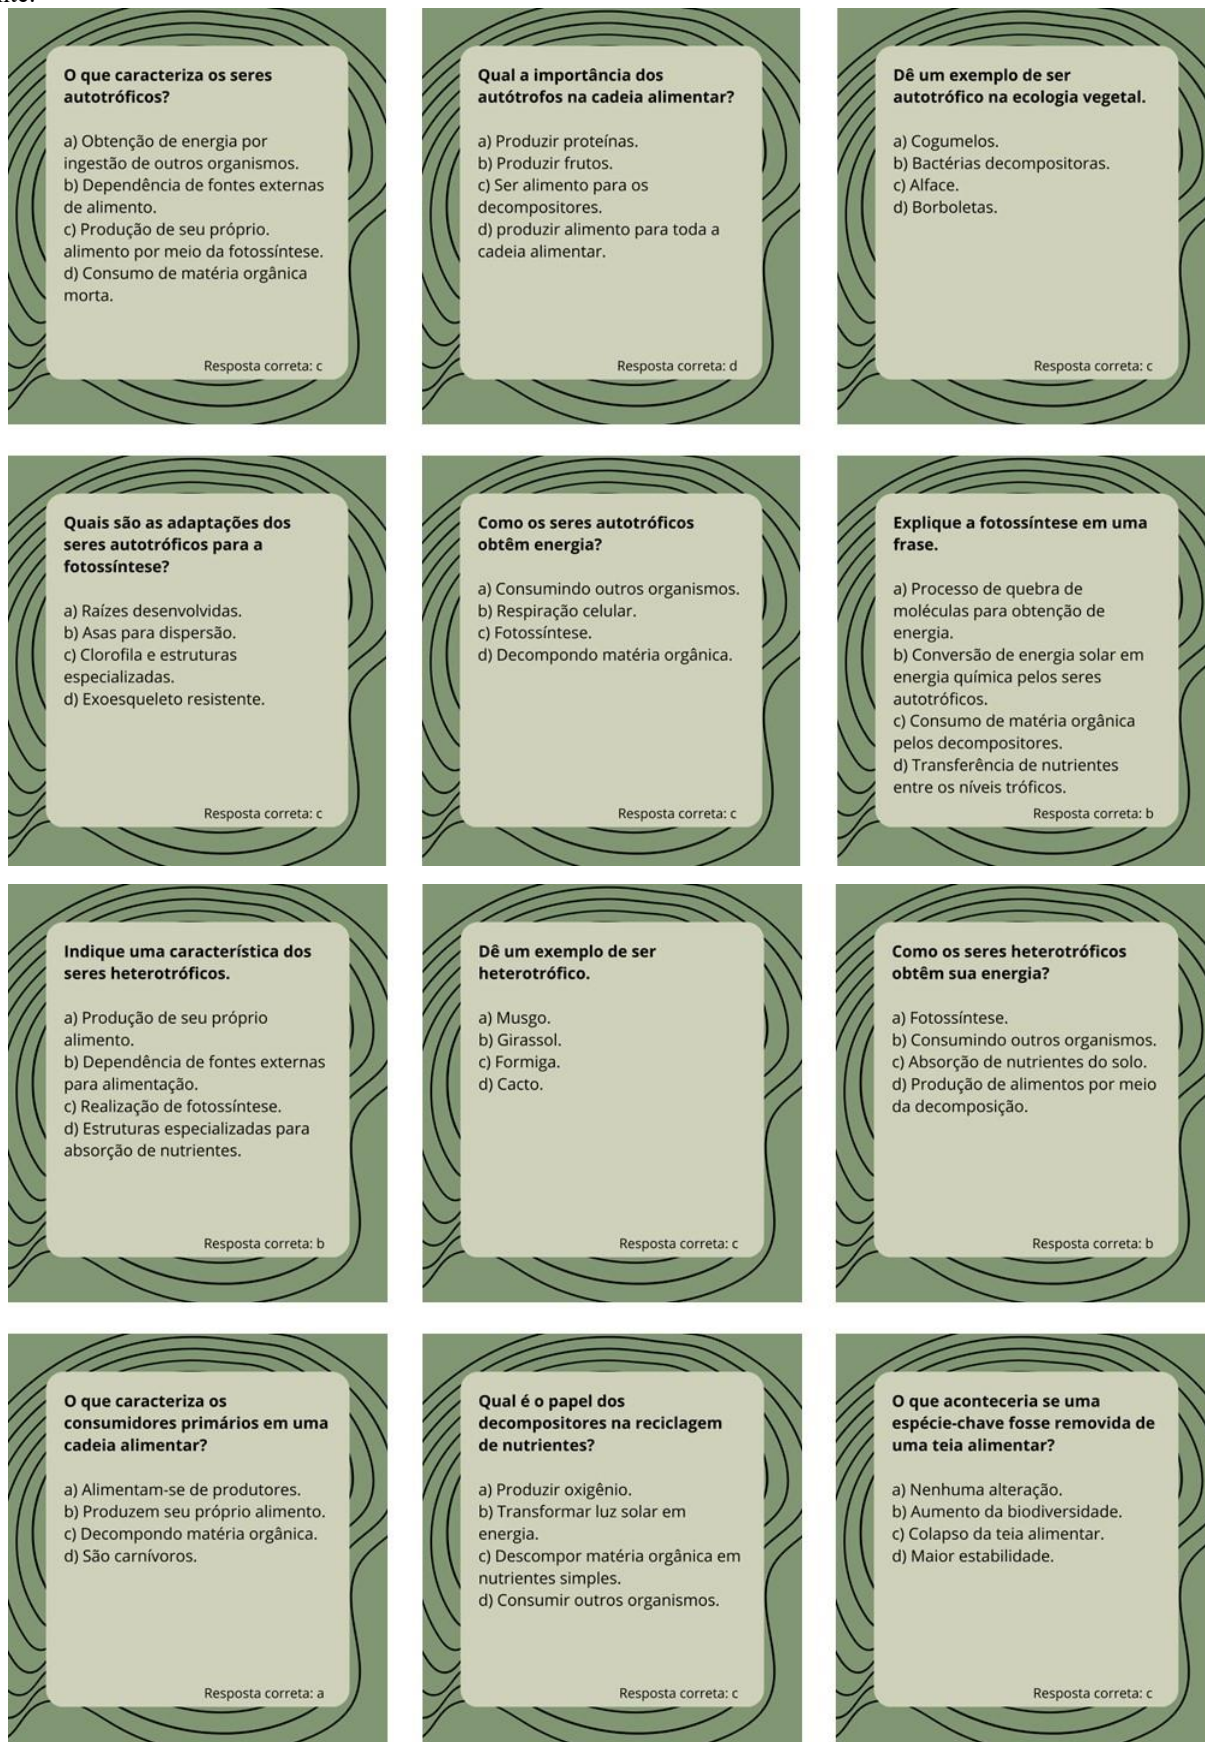 O que caracteriza os seres
autotróficos?
a) Obtenção de energia por
ingestão de outros organismos.
b) Dependência de fontes externas
de alimento.
c) Produção de seu próprio.
alimento por meio da fotossíntese.
d) Consumo de matéria orgânica
morta.
Resposta correta: c
Qual a importância dos
autótrofos na cadeia alimentar?
a) Produzir proteínas.
b) Produzir frutos.
c) Ser alimento para os
decompositores.
d) produzir alimento para toda a
cadeia alimentar.
Resposta correta: d
Dê um exemplo de ser
autotrófico na ecologia vegetal.
a) Cogumelos.
b) Bactérias decompositoras.
c) Alface.
d) Borboletas.
Resposta correta: c
Quais são as adaptações dos
seres autotróficos para a
fotossíntese?
a) Raízes desenvolvidas.
b) Asas para dispersão.
c) Clorofila e estruturas
especializadas.
d) Exoesqueleto resistente.
Resposta correta: c
Como os seres autotróficos
obtêm energia?
a) Consumindo outros organismos.
b) Respiração celular.
c) Fotossíntese.
d) Decompondo matéria orgânica.
Resposta correta: c
Explique a fotossíntese em uma
frase.
a) Processo de quebra de
moléculas para obtenção de
energia.
b) Conversão de energia solar em
energia química pelos seres
autotróficos.
c) Consumo de matéria orgânica
pelos decompositores.
d) Transferência de nutrientes
entre os níveis tróficos.
Resposta correta: b
Indique uma característica dos
seres heterotróficos.
a) Produção de seu próprio
alimento.
b) Dependência de fontes externas
para alimentação.
c) Realização de fotossíntese.
d) Estruturas especializadas para
absorção de nutrientes.
Resposta correta: b
Dê um exemplo de ser
heterotrófico.
a) Musgo.
b) Girassol.
c) Formiga.
d) Cacto.
Resposta correta: c
Como os seres heterotróficos
obtêm sua energia?
a) Fotossíntese.
b) Consumindo outros organismos.
c) Absorção de nutrientes do solo.
d) Produção de alimentos por meio
da decomposição.
Resposta correta: b
O que caracteriza os
consumidores primários em uma
cadeia alimentar?
a) Alimentam-se de produtores.
b) Produzem seu próprio alimento.
c) Decompondo matéria orgânica.
d) São carnívoros.
Resposta correta: a
Qual é o papel dos
decompositores na reciclagem
de nutrientes?
a) Produzir oxigênio.
b) Transformar luz solar em
energia.
c) Descompor matéria orgânica em
nutrientes simples.
d) Consumir outros organismos.
Resposta correta: c
O que aconteceria se uma
espécie-chave fosse removida de
uma teia alimentar?
a) Nenhuma alteração.
b) Aumento da biodiversidade.
c) Colapso da teia alimentar.
d) Maior estabilidade.
Resposta correta: c